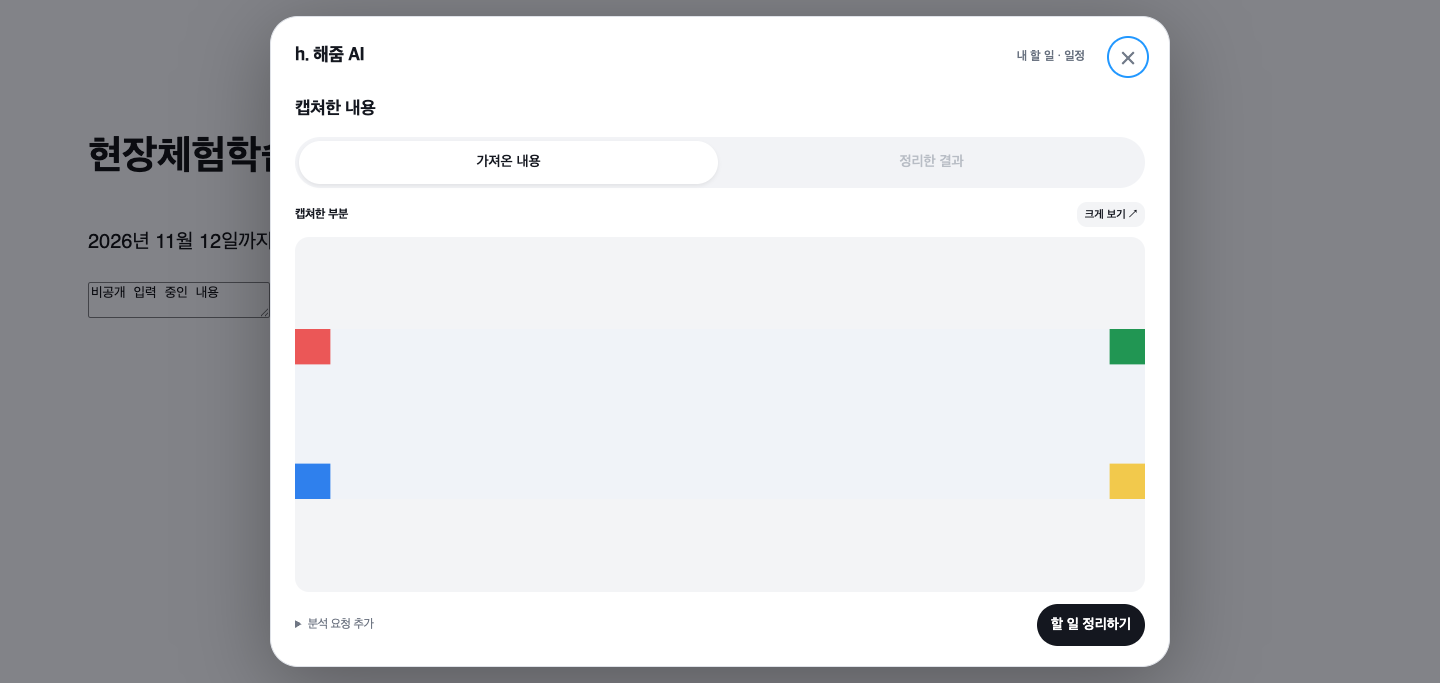 h. 해줌 AI
내 할 일 · 일정
캡쳐한 내용
가져온 내용
정리한 결과
캡쳐한 부분
크게 보기 ↗
현장체험학습
2026년 11월 12일까지
비공개 입력 중인 내용
▶ 분석 요청 추가
할 일 정리하기